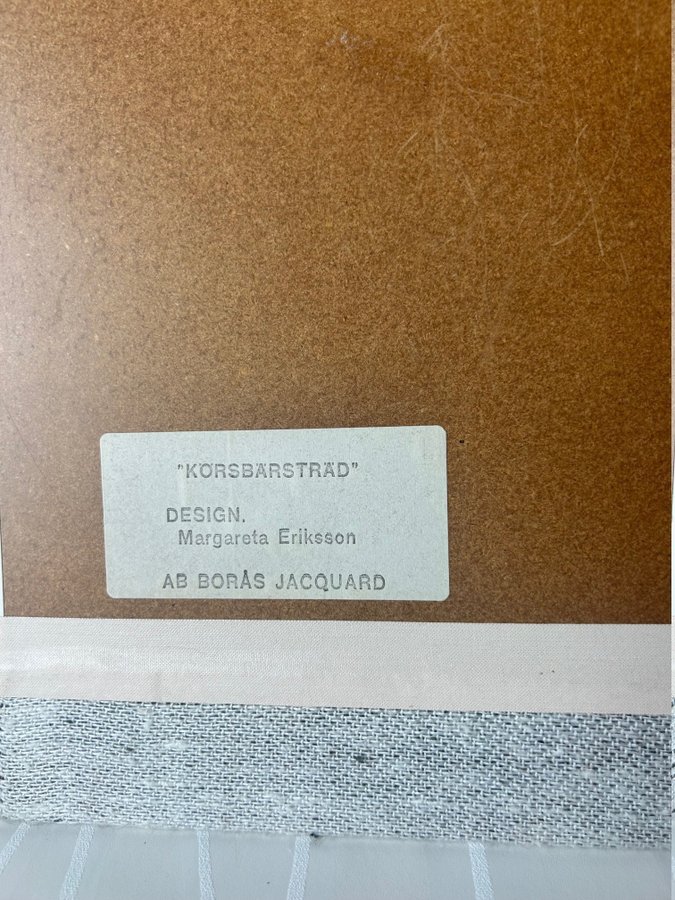 "KÖRSBÄRSTRÄD"
DESIGN.
Margareta Eriksson
AB BORÅS JACQUARD